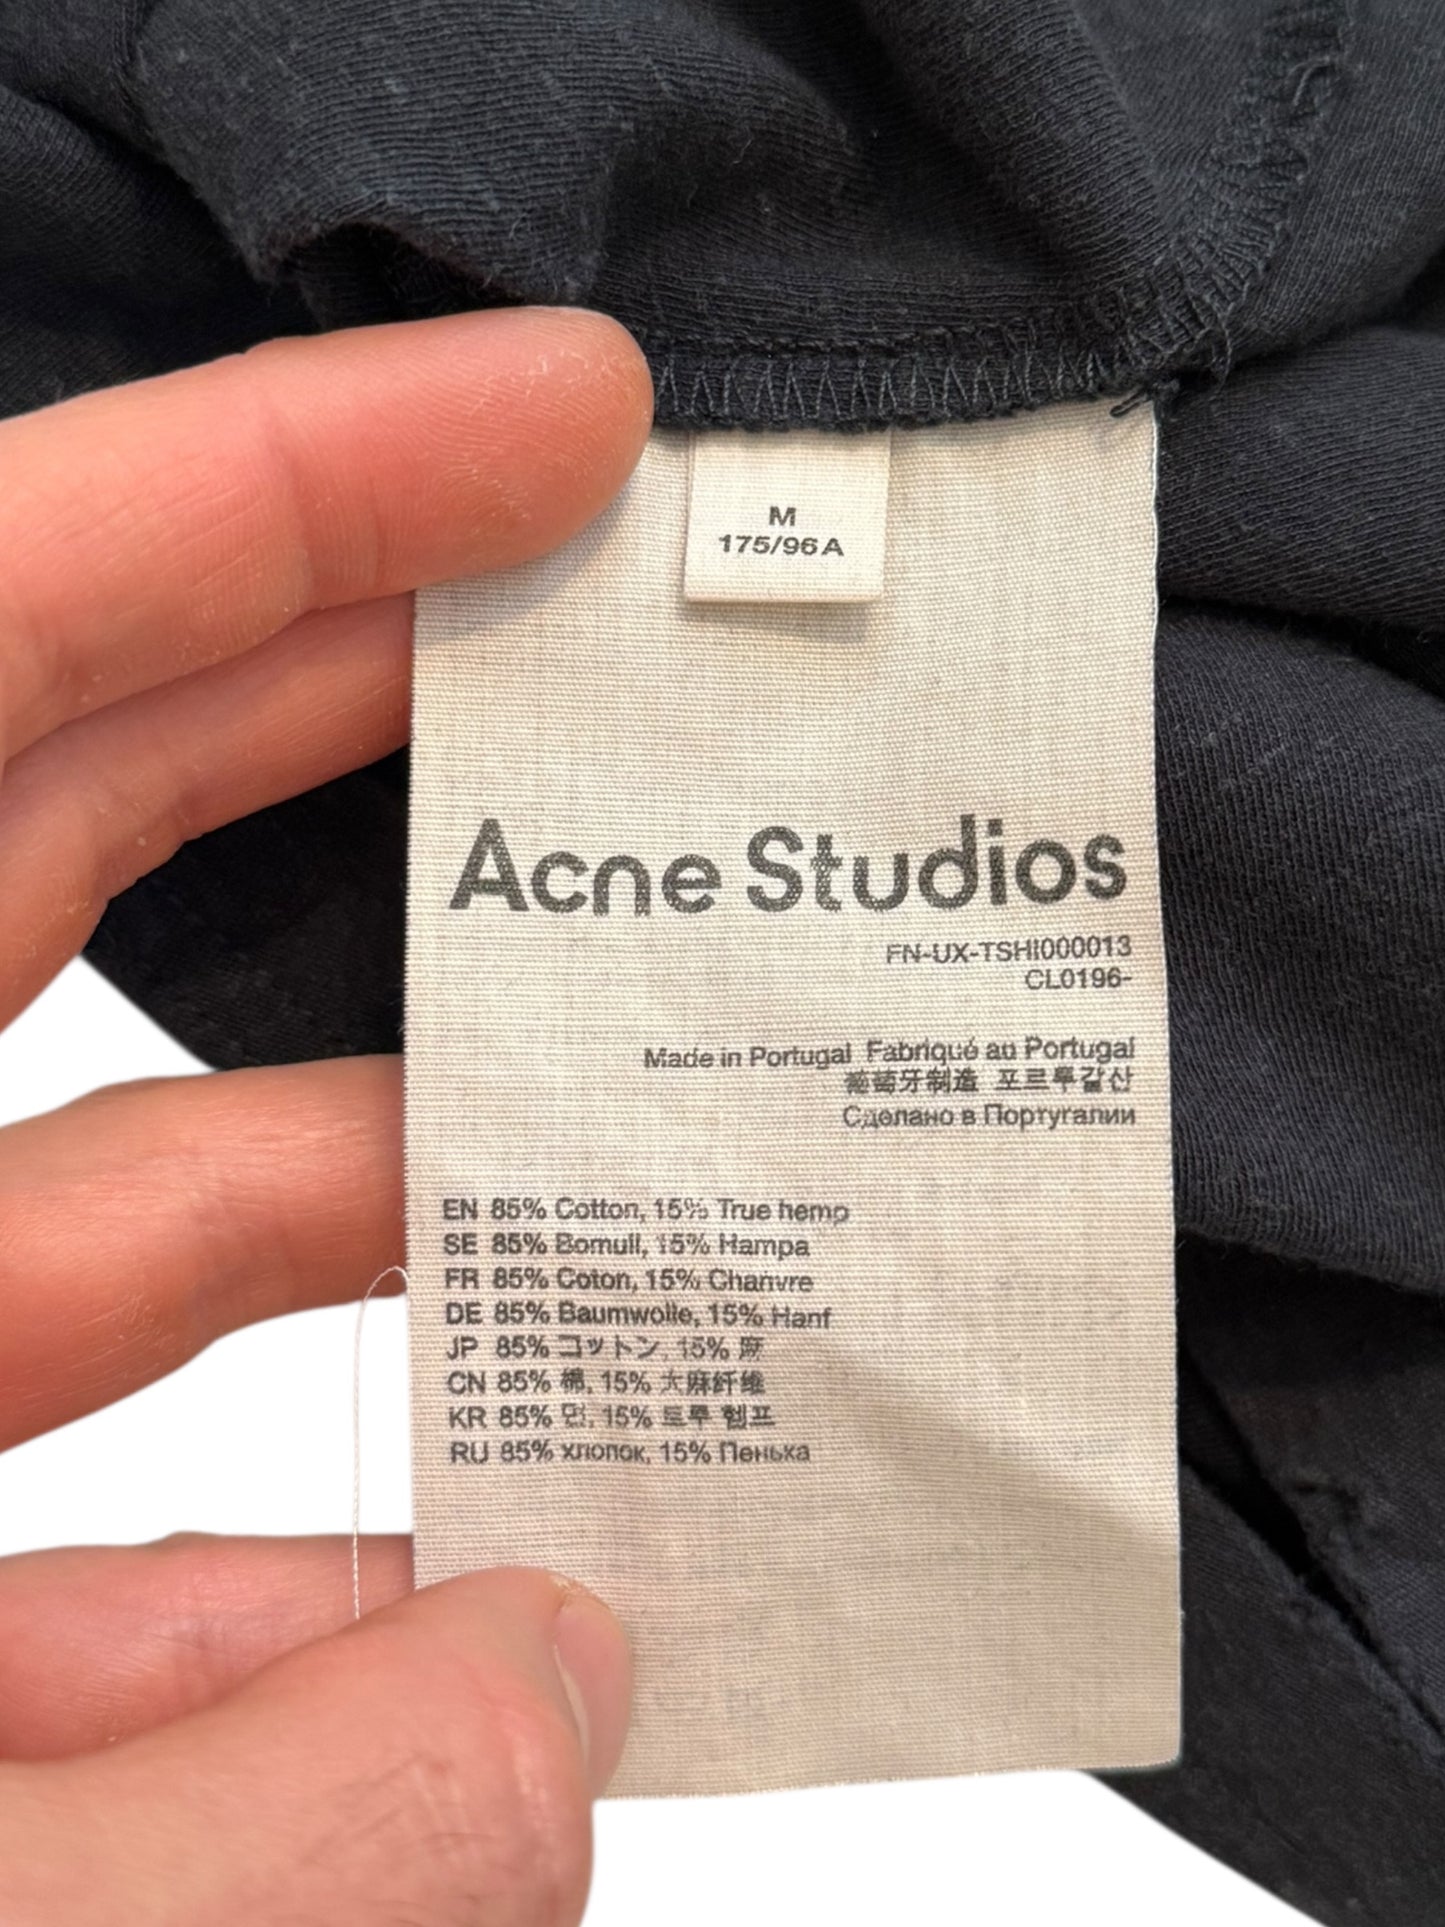 M
175/96A
Acne Studios
FN-UX-TSHI000013
CL0196-
Made in Portugal Fabriqué au Portugal
葡萄牙制造 포르투갈산
Сделано в Португалии
EN 85% Cotton, 15% True hemp
SE 85% Bomull, 15% Hampa
FR 85% Coton, 15% Chanvre
DE 85% Baumwolle, 15% Hanf
JP 85% コットン, 15% 麻
CN 85% 棉, 15% 大麻纤维
KR 85% 면, 15% 트루 헴프
RU 85% хлопок, 15% Пенька